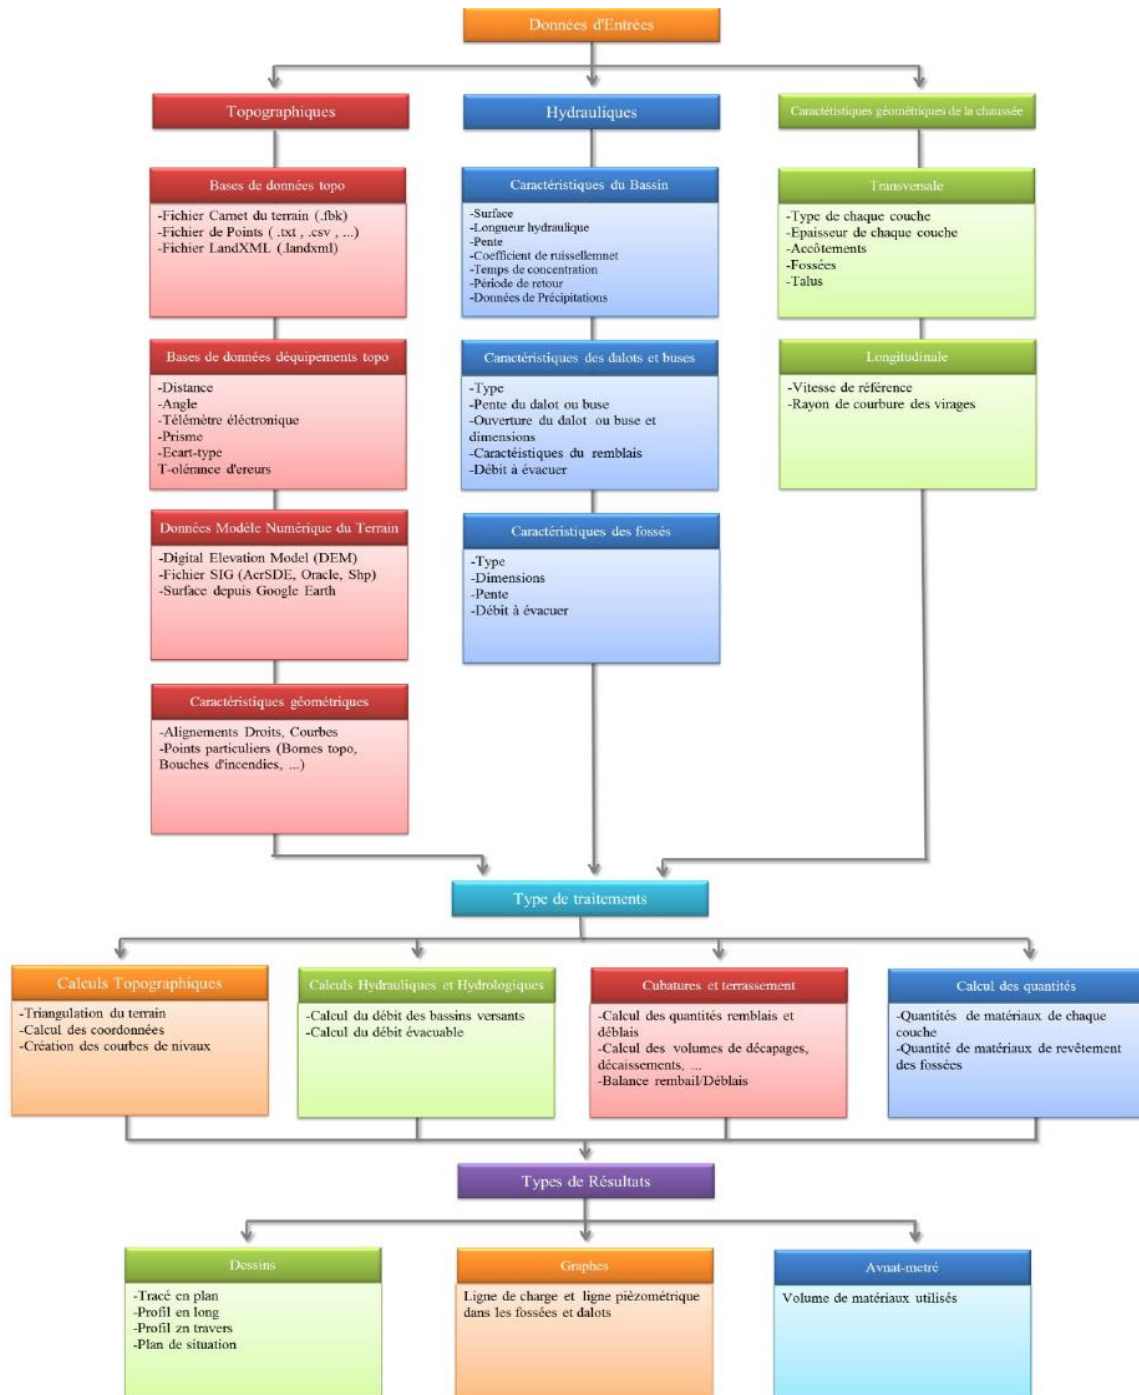 Données d'Entrées
Topographiques
Bases de données topo
-Fichier Carnet du terrain (.fbk)
-Fichier de Points ( .txt , .csv , ...)
-Fichier LandXML (.landxml)
Bases de données déquipements topo
-Distance
-Angle
-Télémètre éléctronique
-Prisme
-Ecart-type
T-olérance d'ereurs
Données Modèle Numérique du Terrain
-Digital Elevation Model (DEM)
-Fichier SIG (AcrSDE, Oracle, Shp)
-Surface depuis Google Earth
Caractéristiques géométriques
-Alignements Droits, Courbes
-Points particuliers (Bornes topo,
Bouches d'incendies, ...)
Hydrauliques
Caractéristiques du Bassin
-Surface
-Longueur hydraulique
-Pente
-Coefficient de ruissellemnet
-Temps de concentration
-Période de retour
-Données de Précipitations
Caractéristiques des dalots et buses
-Type
-Pente du dalot ou buse
-Ouverture du dalot ou buse et
dimensions
-Caractéistiques du remblais
-Débit à évacuer
Caractéristiques des fossés
-Type
-Dimensions
-Pente
-Débit à évacuer
Caractétistiques géométriques de la chaussée
Transversale
-Type de chaque couche
-Epaisseur de chaque couche
-Accôtements
-Fossées
-Talus
Longitudinale
-Vitesse de référence
-Rayon de courbure des virages
Type de traitements
Calculs Topographiques
-Triangulation du terrain
-Calcul des coordonnées
-Création des courbes de nivaux
Calculs Hydrauliques et Hydrologiques
-Calcul du débit des bassins versants
-Calcul du débit évacuable
Cubatures et terrassement
-Calcul des quantités remblais et
déblais
-Calcul des volumes de décapages,
décaissements, ...
-Balance rembail/Déblais
Calcul des quantités
-Quantités de matériaux de chaque
couche
-Quantité de matériaux de revêtement
des fossées
Types de Résultats
Dessins
-Tracé en plan
-Profil en long
-Profil zn travers
-Plan de situation
Graphes
Ligne de charge et ligne pièzométrique
dans les fossées et dalots
Avnat-metré
Volume de matériaux utilisés